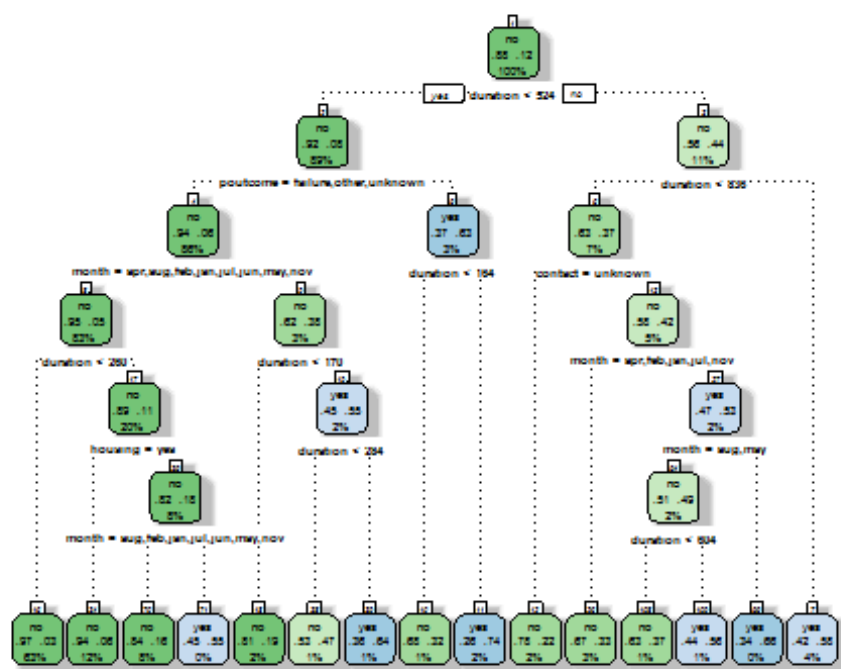 no
.88 .12
100%
yes duration < 524 no
no
.92 .08
89%
no
.56 .44
11%
poutcome = failure,other,unknown
duration < 836
no
.94 .06
86%
yes
.37 .63
3%
no
.63 .37
7%
month = apr,aug,feb,jan,jul,jun,may,nov
duration < 164
contact = unknown
no
.95 .05
83%
no
.62 .38
3%
no
.58 .42
5%
duration < 260
duration < 170
month = apr,feb,jan,jul,nov
no
.89 .11
20%
yes
.45 .55
2%
yes
.47 .53
2%
housing = yes
duration < 284
month = aug,may
no
.82 .18
8%
no
.51 .49
2%
month = aug,feb,jan,jul,jun,may,nov
duration < 604
no no no yes no no yes no yes no no no yes yes yes
.97 .03 .94 .06 .84 .16 .45 .55 .81 .19 .53 .47 .36 .64 .68 .32 .26 .74 .78 .22 .67 .33 .63 .37 .44 .56 .34 .66 .42 .58
63% 12% 8% 0% 2% 1% 1% 1% 2% 2% 3% 1% 1% 0% 4%